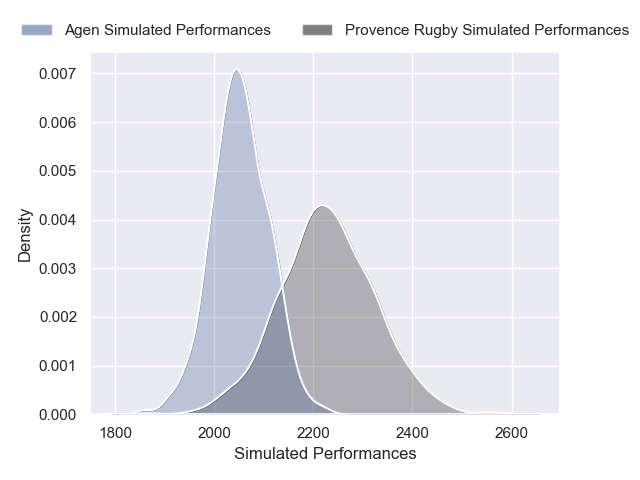 Agen Simulated Performances Provence Rugby Simulated Performances
0.007
0.006
0.005
0.004
0.003
0.002
0.001
0.000
Density
1800 2000 2200 2400 2600
Simulated Performances